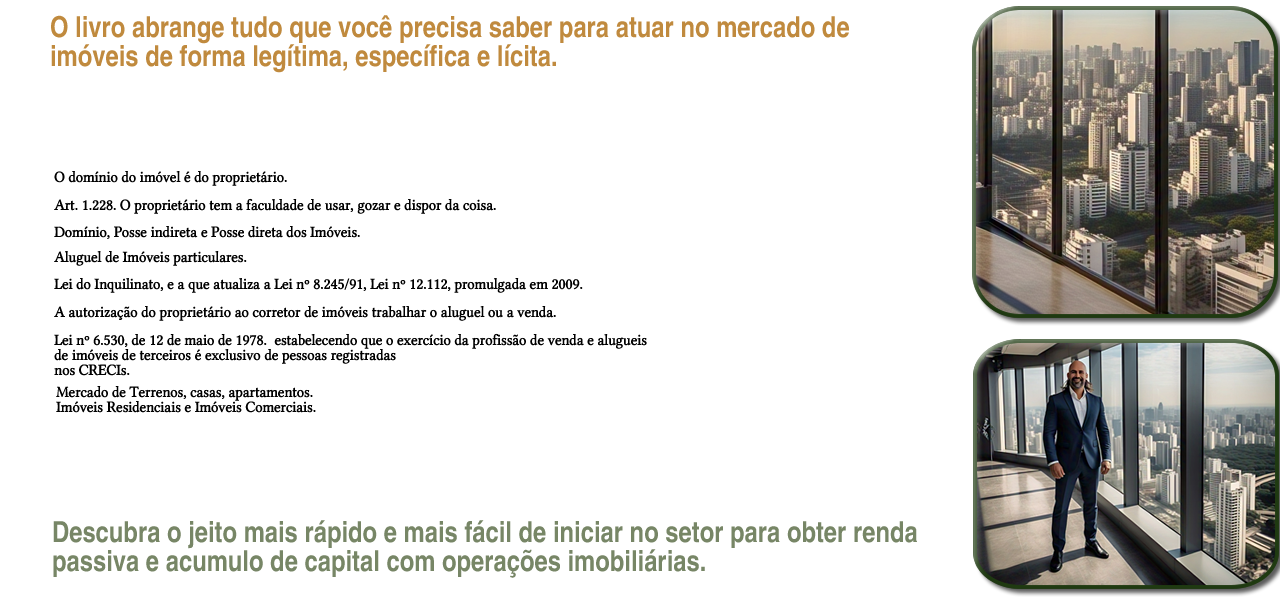 O livro abrange tudo que você precisa saber para atuar no mercado de
imóveis de forma legítima, específica e lícita.
O domínio do imóvel é do proprietário.
Art. 1.228. O proprietário tem a faculdade de usar, gozar e dispor da coisa.
Domínio, Posse indireta e Posse direta dos Imóveis.
Aluguel de Imóveis particulares.
Lei do Inquilinato, e a que atualiza a Lei nº 8.245/91, Lei nº 12.112, promulgada em 2009.
A autorização do proprietário ao corretor de imóveis trabalhar o aluguel ou a venda.
Lei nº 6.530, de 12 de maio de 1978.  estabelecendo que o exercício da profissão de venda e alugueis
de imóveis de terceiros é exclusivo de pessoas registradas
nos CRECIs.
Mercado de Terrenos, casas, apartamentos.
Imóveis Residenciais e Imóveis Comerciais.
Descubra o jeito mais rápido e mais fácil de iniciar no setor para obter renda
passiva e acumulo de capital com operações imobiliárias.